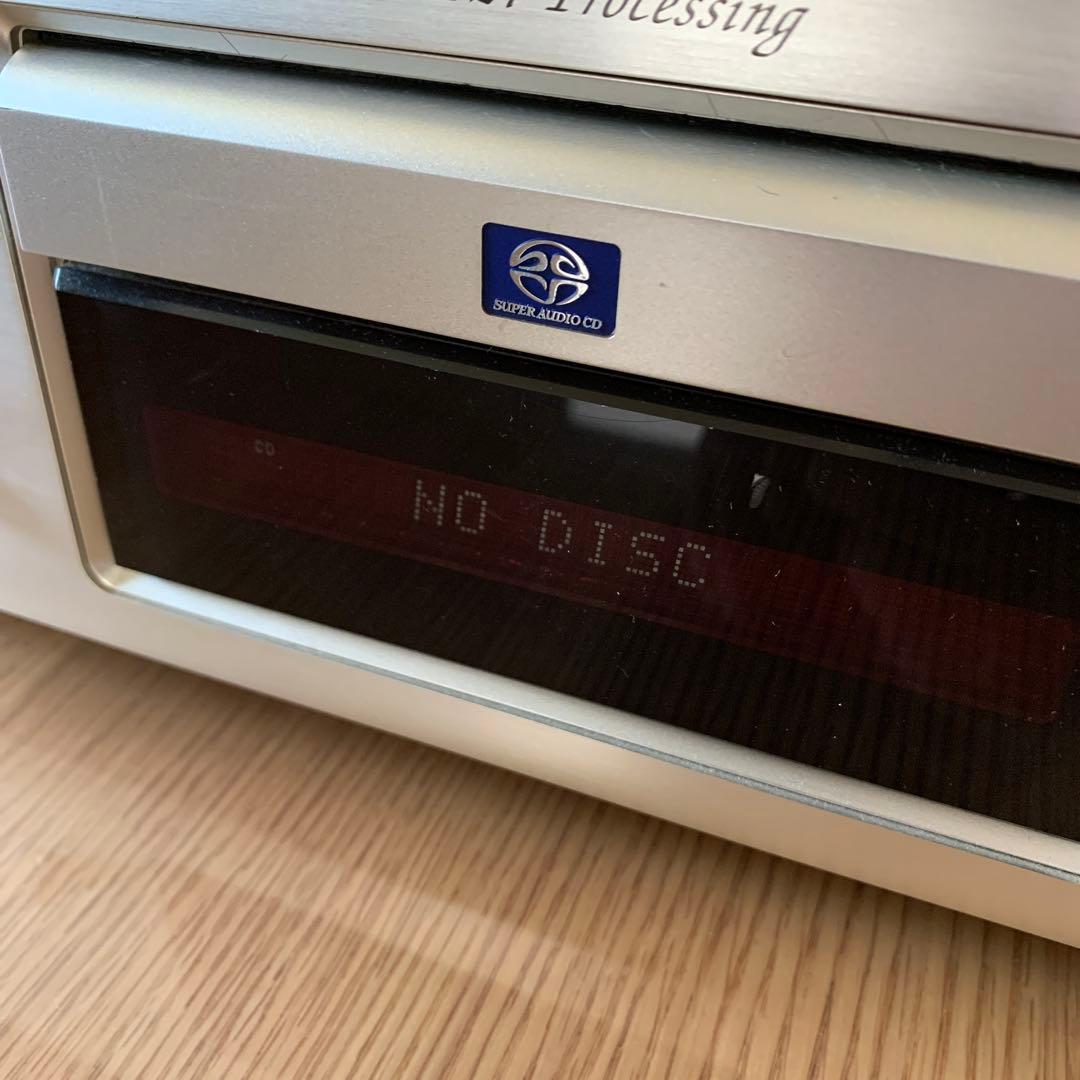 Processing
SUPER AUDIO CD
CD
NO DISC